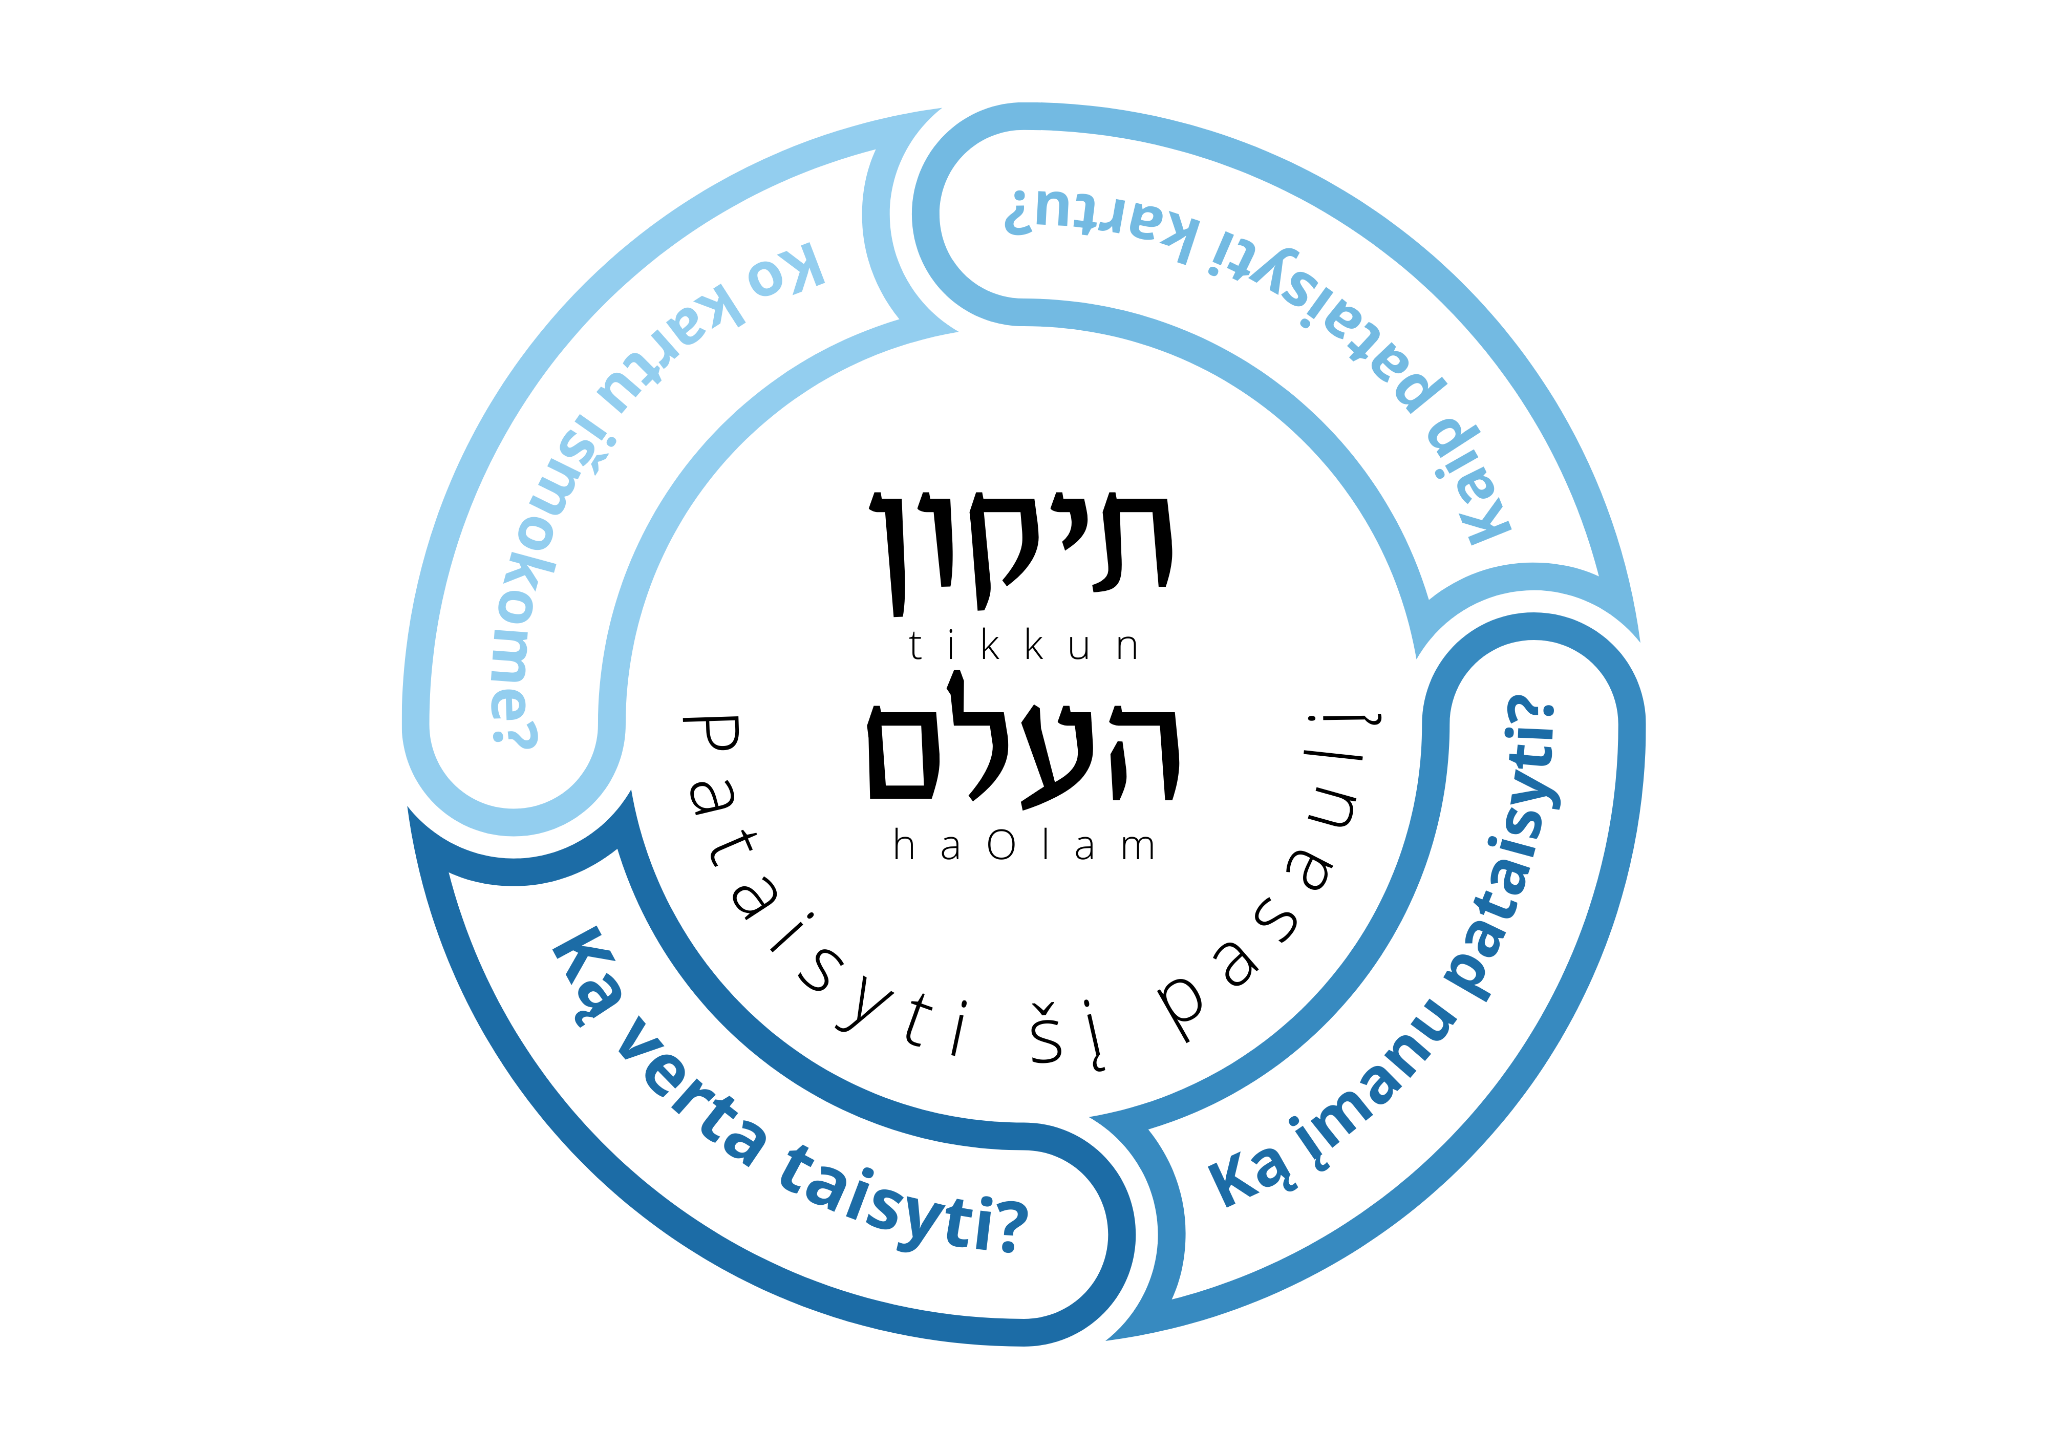 תיקון
tikkun
העלם
haOlam
Pataisyti šį pasaulį
Ką verta taisyti?
Ką įmanu pataisyti?
Kaip pataisyti kartu?
Ko kartu išmokome?